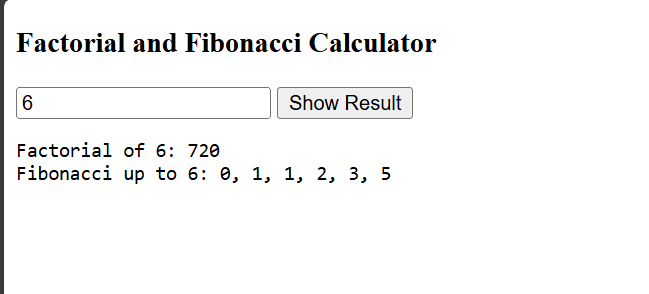 Factorial and Fibonacci Calculator
6 Show Result
Factorial of 6: 720
Fibonacci up to 6: 0, 1, 1, 2, 3, 5